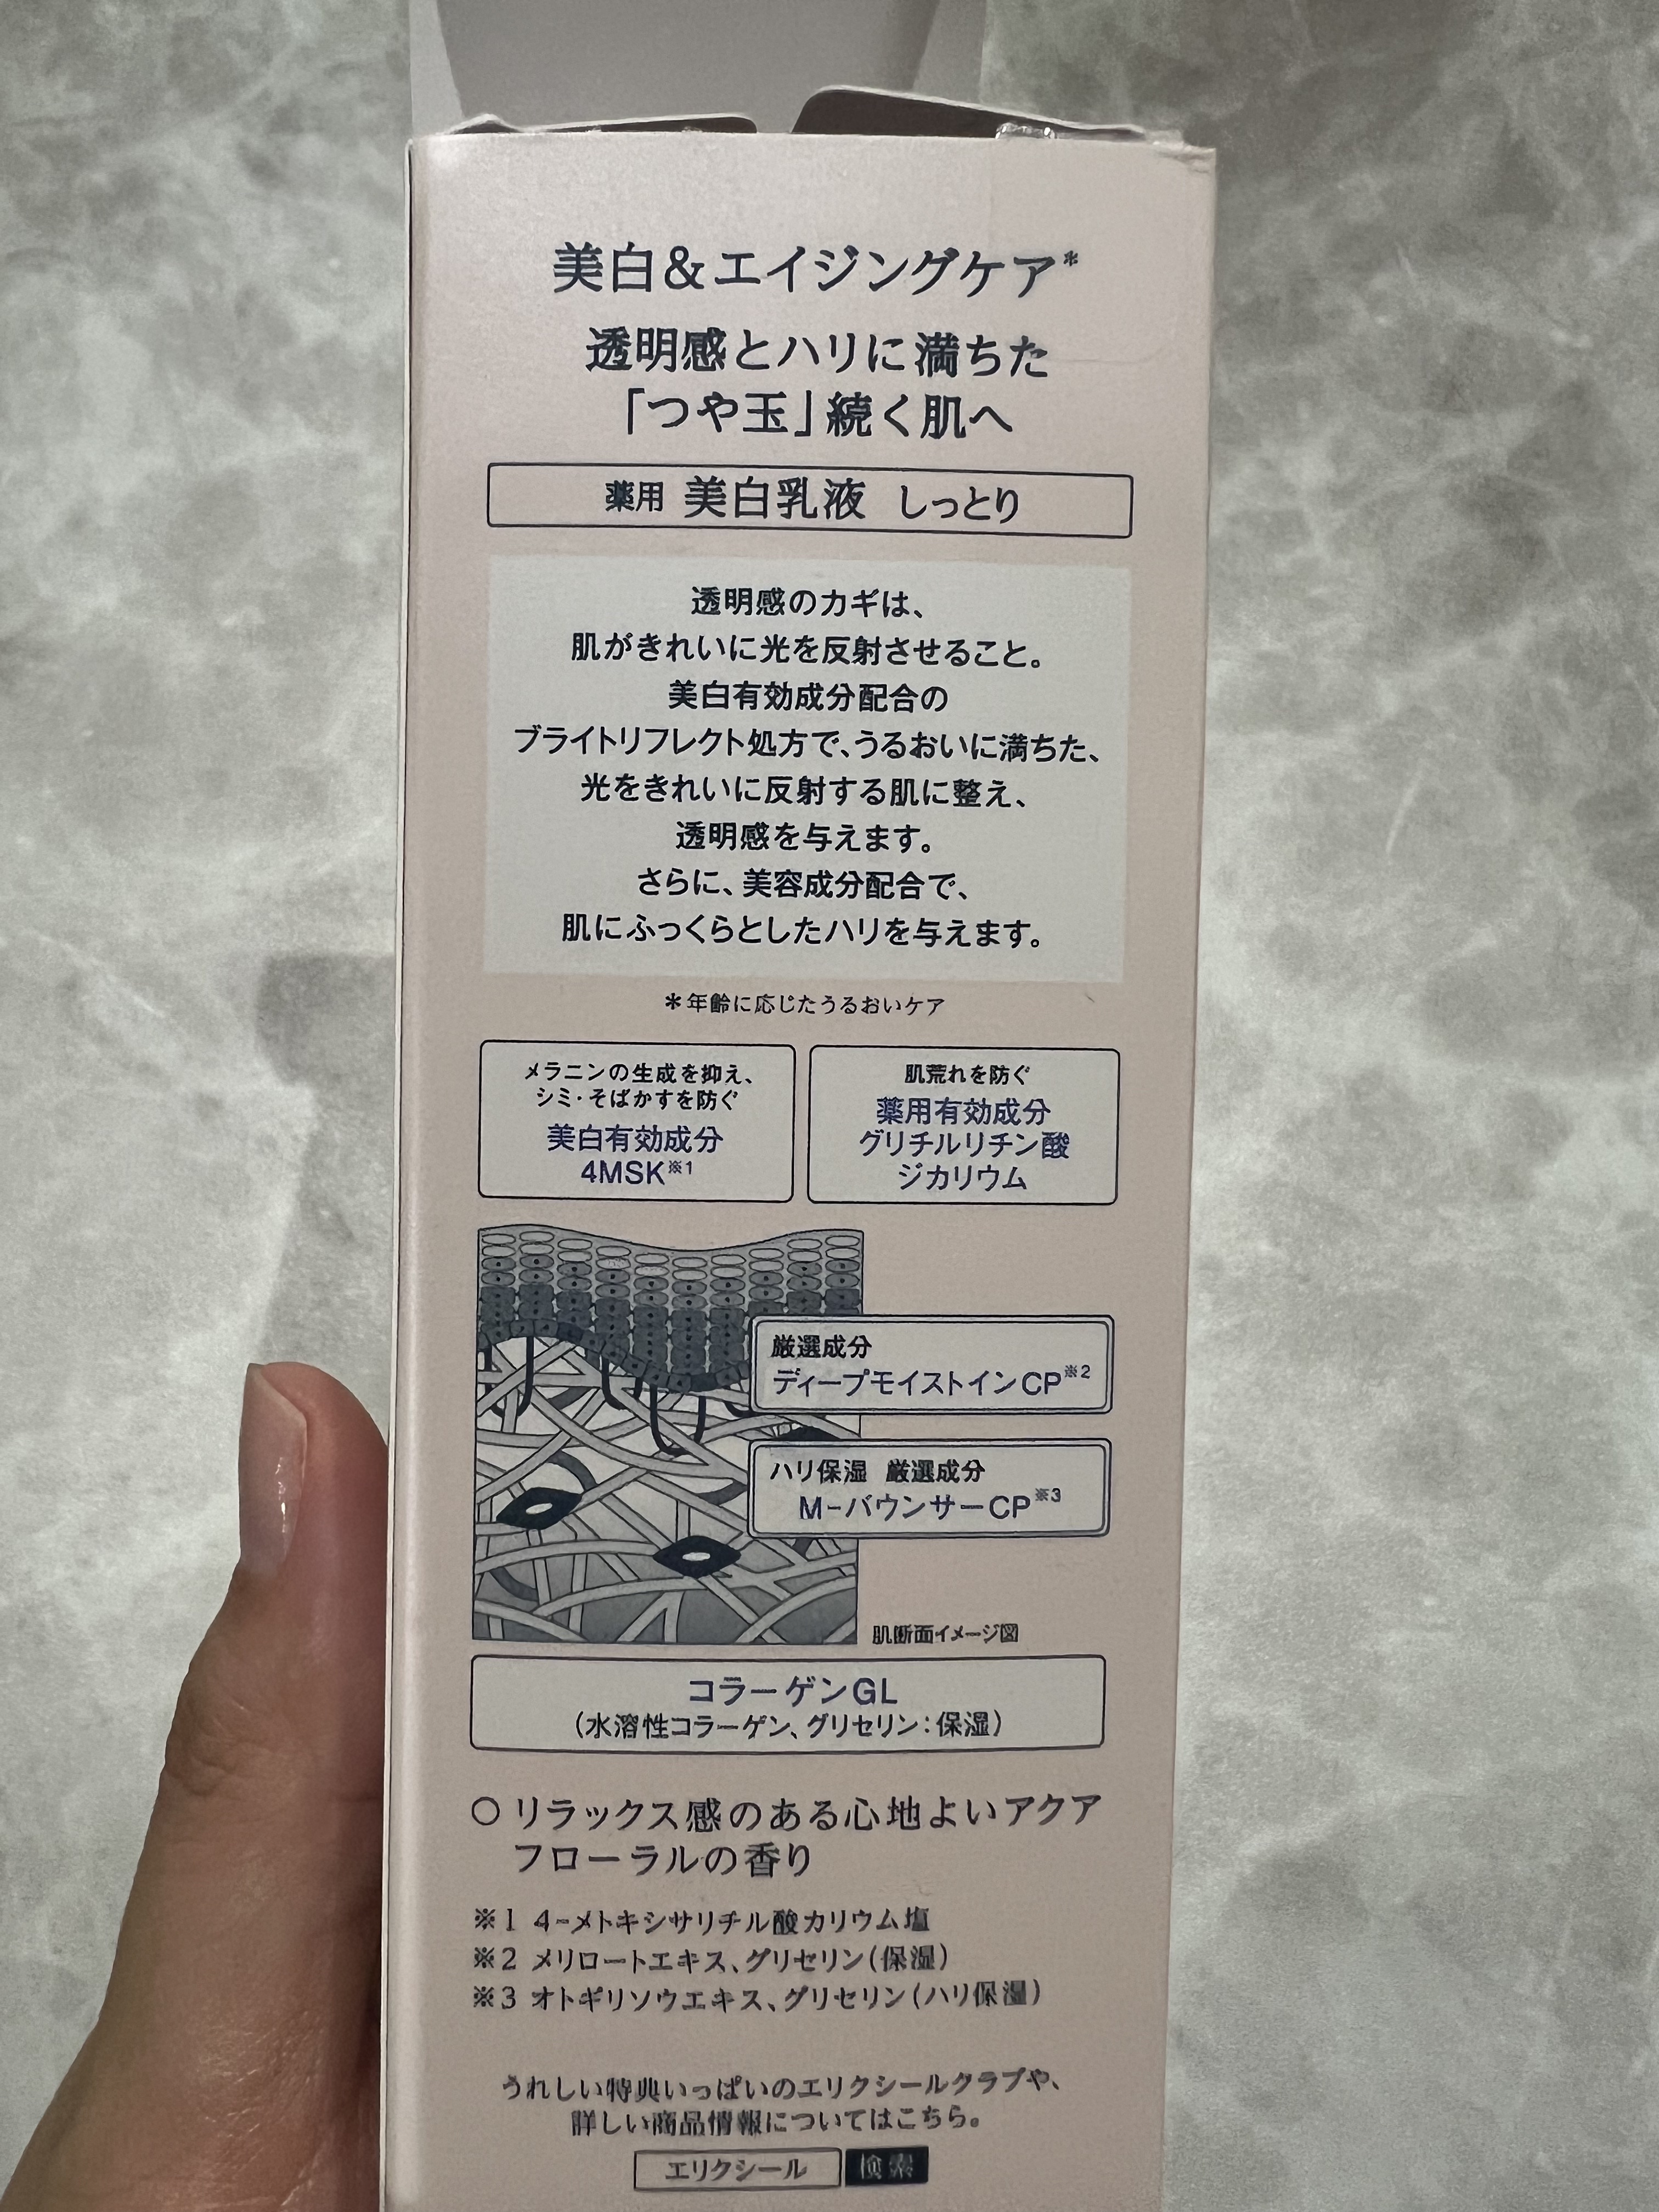 美白&エイジングケア*
透明感とハリに満ちた
「つや玉」続く肌へ
薬用 美白乳液 しっとり
透明感のカギは、
肌がきれいに光を反射させること。
美白有効成分配合の
ブライトリフレクト処方で、うるおいに満ちた、
光をきれいに反射する肌に整え、
透明感を与えます。
さらに、美容成分配合で、
肌にふっくらとしたハリを与えます。
*年齢に応じたうるおいケア
メラニンの生成を抑え、
シミ・そばかすを防ぐ
美白有効成分
4MSK※1
肌荒れを防ぐ
薬用有効成分
グリチルリチン酸
ジカリウム
厳選成分
ディープモイストインCP※2
ハリ保湿 厳選成分
M-バウンサーCP※3
肌断面イメージ図
コラーゲンGL
(水溶性コラーゲン、グリセリン:保湿)
○リラックス感のある心地よいアクア
フローラルの香り
※1 4-メトキシサリチル酸カリウム塩
※2 メリロートエキス、グリセリン(保湿)
※3 オトギリソウエキス、グリセリン(ハリ保湿)
うれしい特典いっぱいのエリクシールクラブや、
詳しい商品情報についてはこちら。
エリクシール 検索